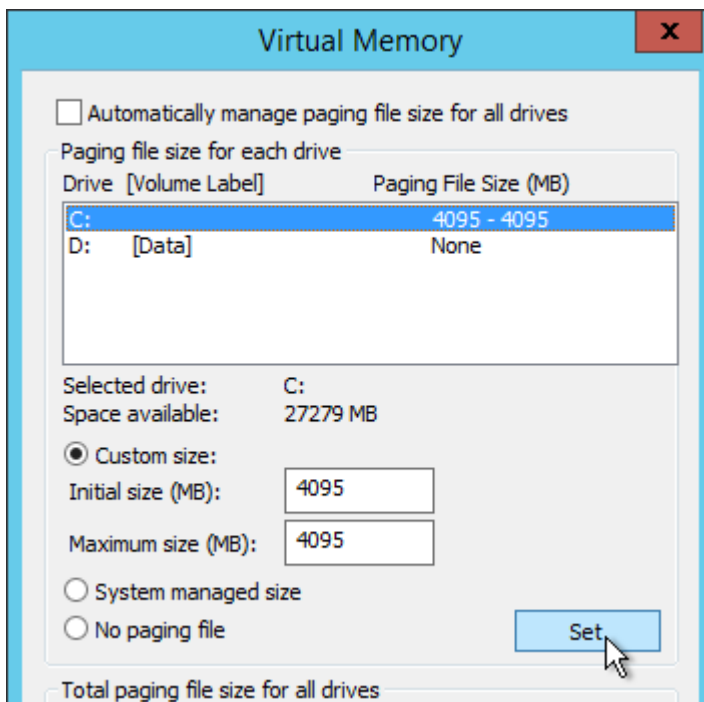 Virtual Memory
x
Automatically manage paging file size for all drives
Paging file size for each drive
Drive [Volume Label] Paging File Size (MB)
C: 4095 - 4095
D: [Data] None
Selected drive: C:
Space available: 27279 MB
Custom size:
Initial size (MB): 4095
Maximum size (MB): 4095
System managed size
No paging file
Set
Total paging file size for all drives